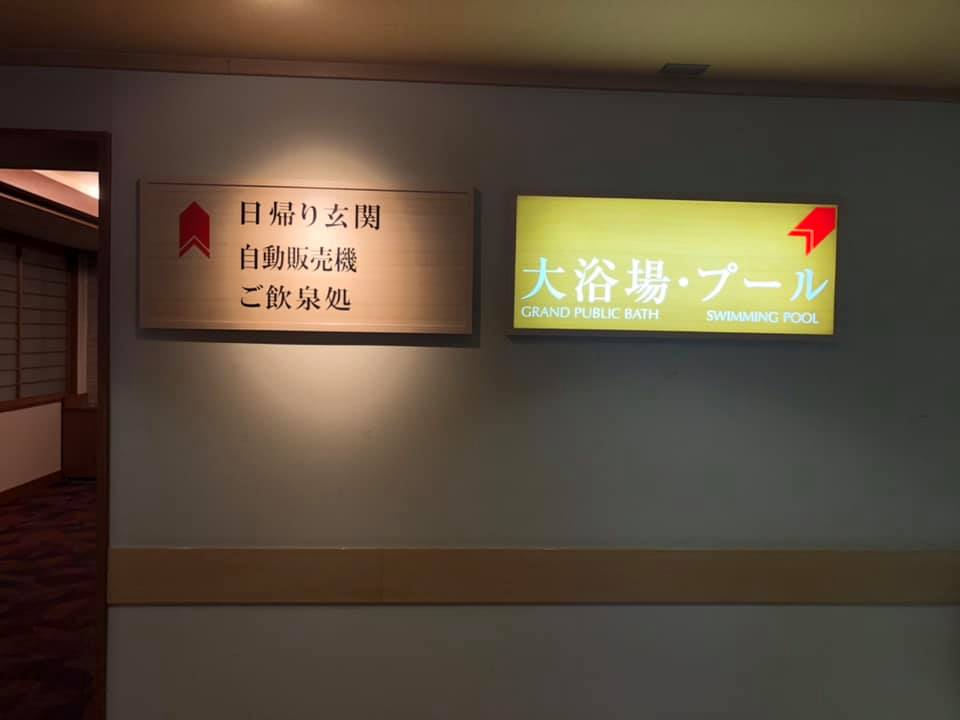 日帰り玄関
自動販売機
ご飲泉処
大浴場・プール
GRAND PUBLIC BATH SWIMMING POOL